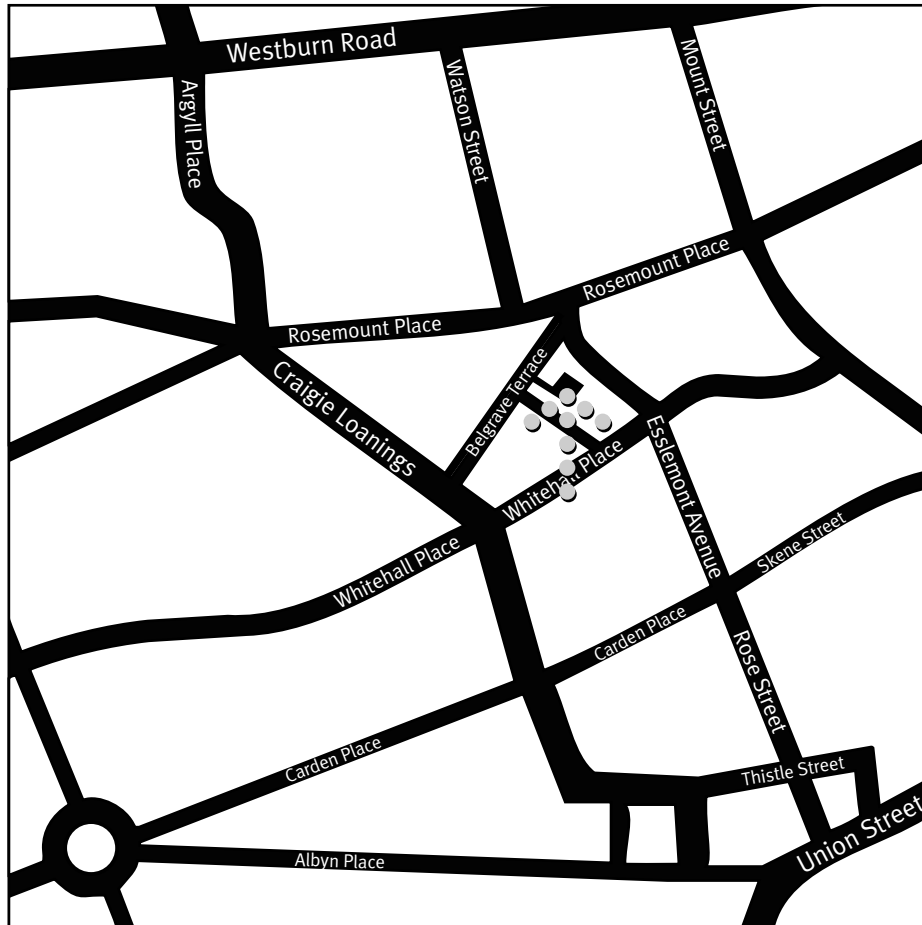 Westburn Road
Argyll Place
Watson Street
Mount Street
Rosemount Place
Rosemount Place
Craigie Loanings
Belgrave Terrace
Whitehall Place
Esslemont Avenue
Whitehall Place
Skene Street
Carden Place
Rose Street
Carden Place
Thistle Street
Albyn Place
Union Street